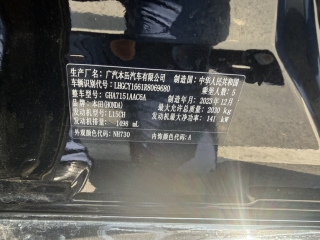 生产厂名：广汽本田汽车有限公司 制造国：中华人民共和国
车辆识别代号：LHGCY1661R8069680 乘坐人数：5
整车型号：GHA7151AAC6A 制造年月：2023年12月
品牌：本田(HONDA) 最大允许总质量：2030 kg
发动机型号：L15CH 发动机最大净功率：141 kW
发动机排量：1498 mL
外观颜色代码：NH730 内饰颜色代码：A